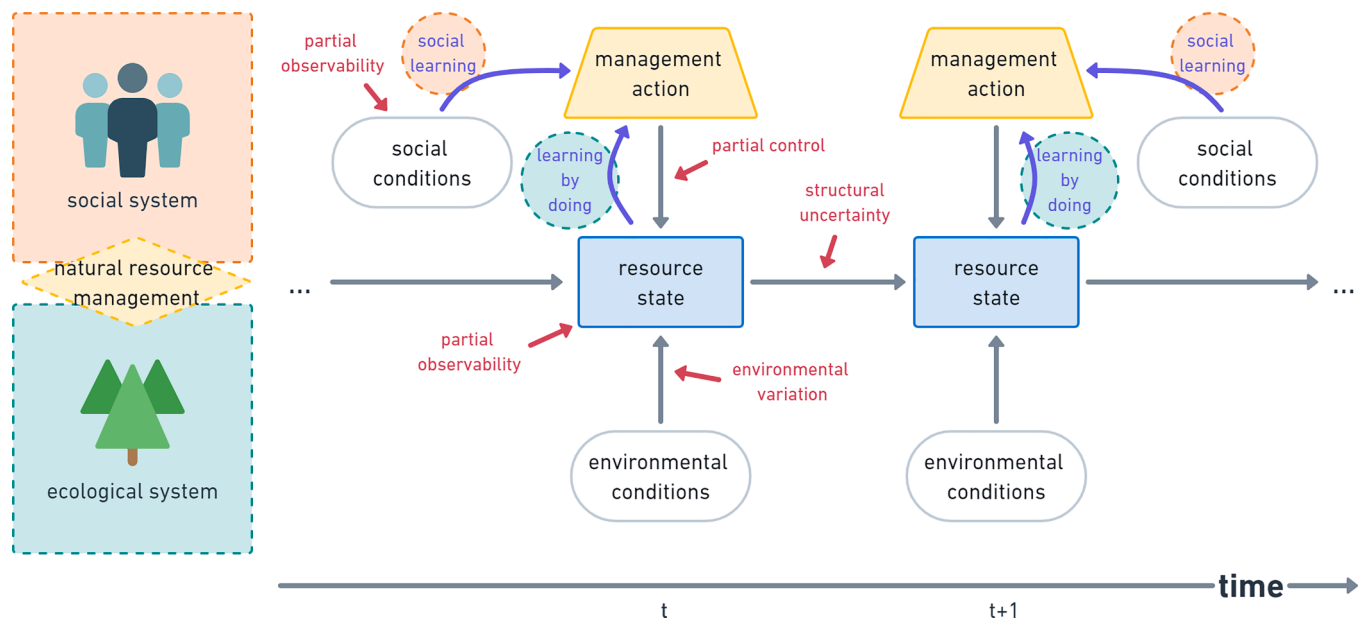 social system
natural resource
management
ecological system
partial
observability
social
learning
management
action
social
conditions
learning
by
doing
partial control
structural
uncertainty
resource
state
partial
observability
environmental
variation
environmental
conditions
management
action
social
learning
social
conditions
learning
by
doing
resource
state
environmental
conditions
...
...
time
t
t+1